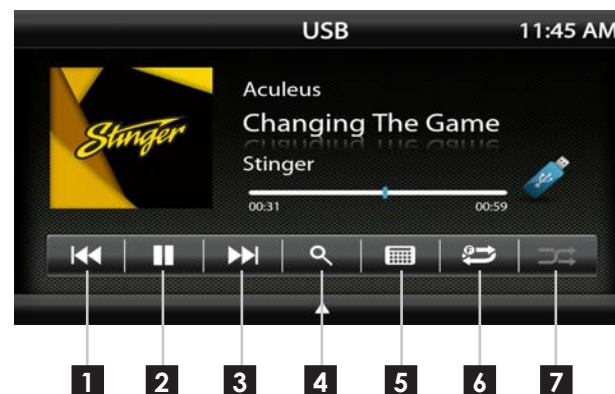 USB 11:45 AM
Stinger
Aculeus
Changing The Game
Stinger
00:31 00:59
1 2 3 4 5 6 7